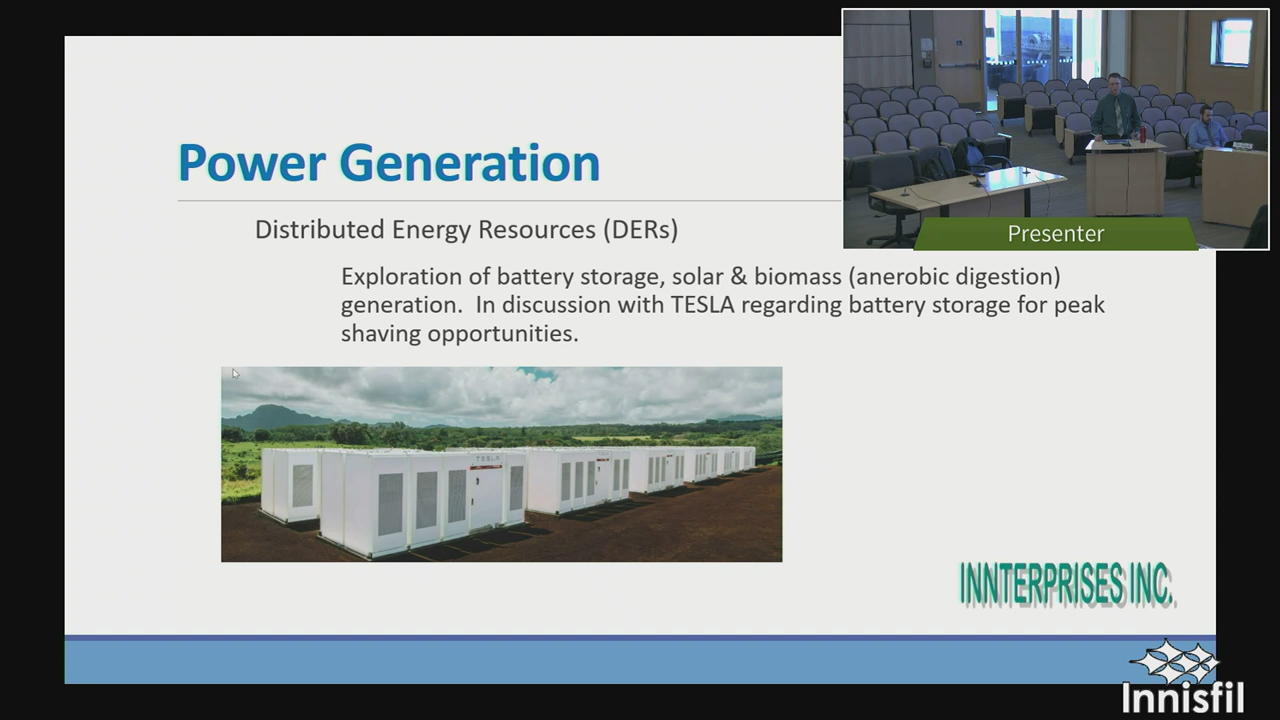 Power Generation
Distributed Energy Resources (DERs)
Exploration of battery storage, solar & biomass (anerobic digestion)
generation.  In discussion with TESLA regarding battery storage for peak
shaving opportunities.
TESLA
INNTERPRISES INC.
Presenter
Innisfil